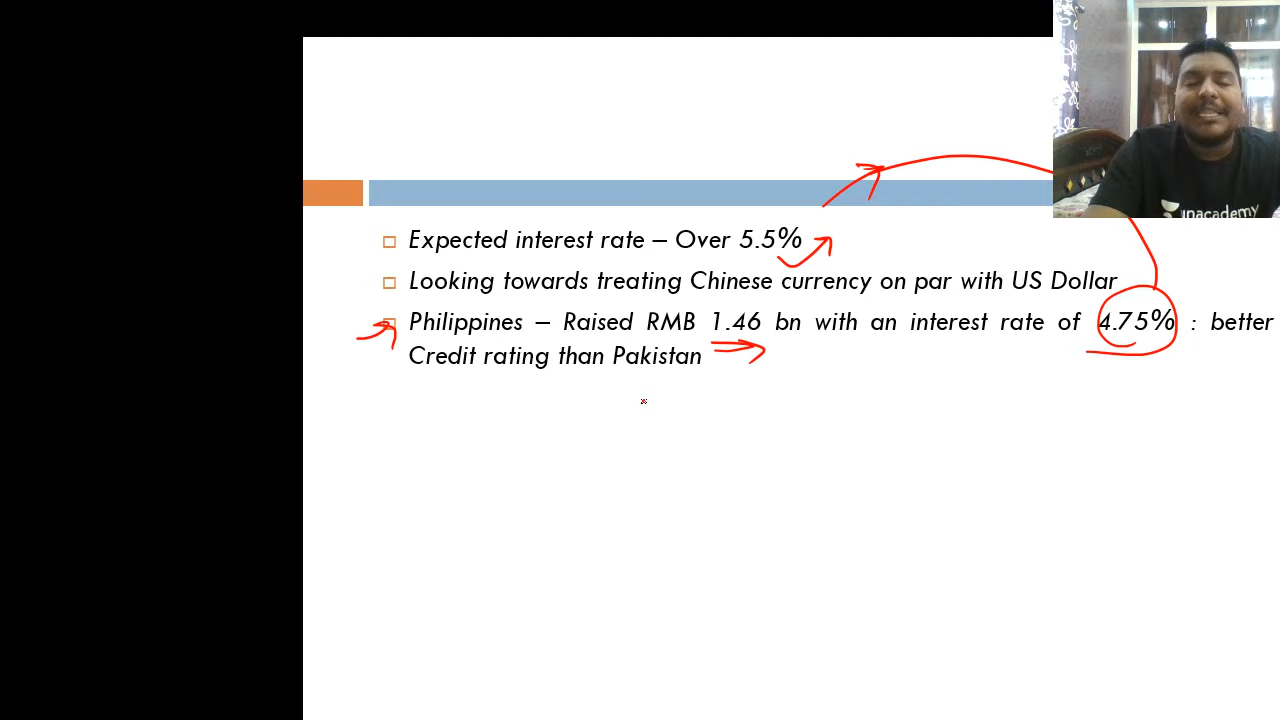 unacademy
Expected interest rate – Over 5.5%
Looking towards treating Chinese currency on par with US Dollar
Philippines – Raised RMB 1.46 bn with an interest rate of 4.75% : better
Credit rating than Pakistan